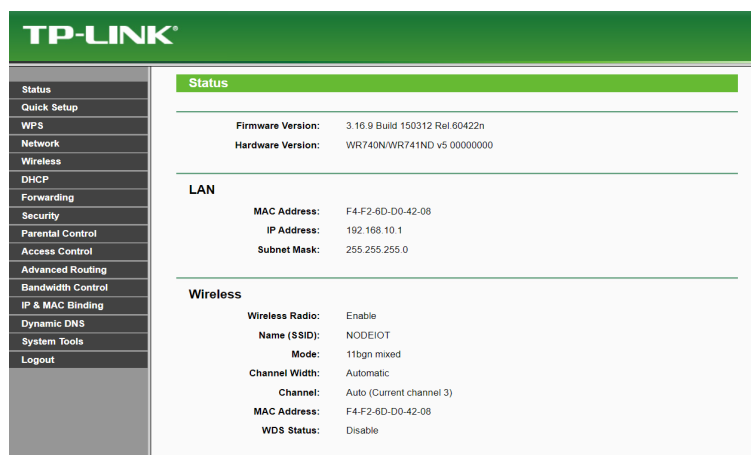 TP-LINK®
Status
Quick Setup
WPS
Network
Wireless
DHCP
Forwarding
Security
Parental Control
Access Control
Advanced Routing
Bandwidth Control
IP & MAC Binding
Dynamic DNS
System Tools
Logout
Status
Firmware Version: 3.16.9 Build 150312 Rel.60422n
Hardware Version: WR740N/WR741ND v5 00000000
LAN
MAC Address: F4-F2-6D-D0-42-08
IP Address: 192.168.10.1
Subnet Mask: 255.255.255.0
Wireless
Wireless Radio: Enable
Name (SSID): NODEIOT
Mode: 11bgn mixed
Channel Width: Automatic
Channel: Auto (Current channel 3)
MAC Address: F4-F2-6D-D0-42-08
WDS Status: Disable